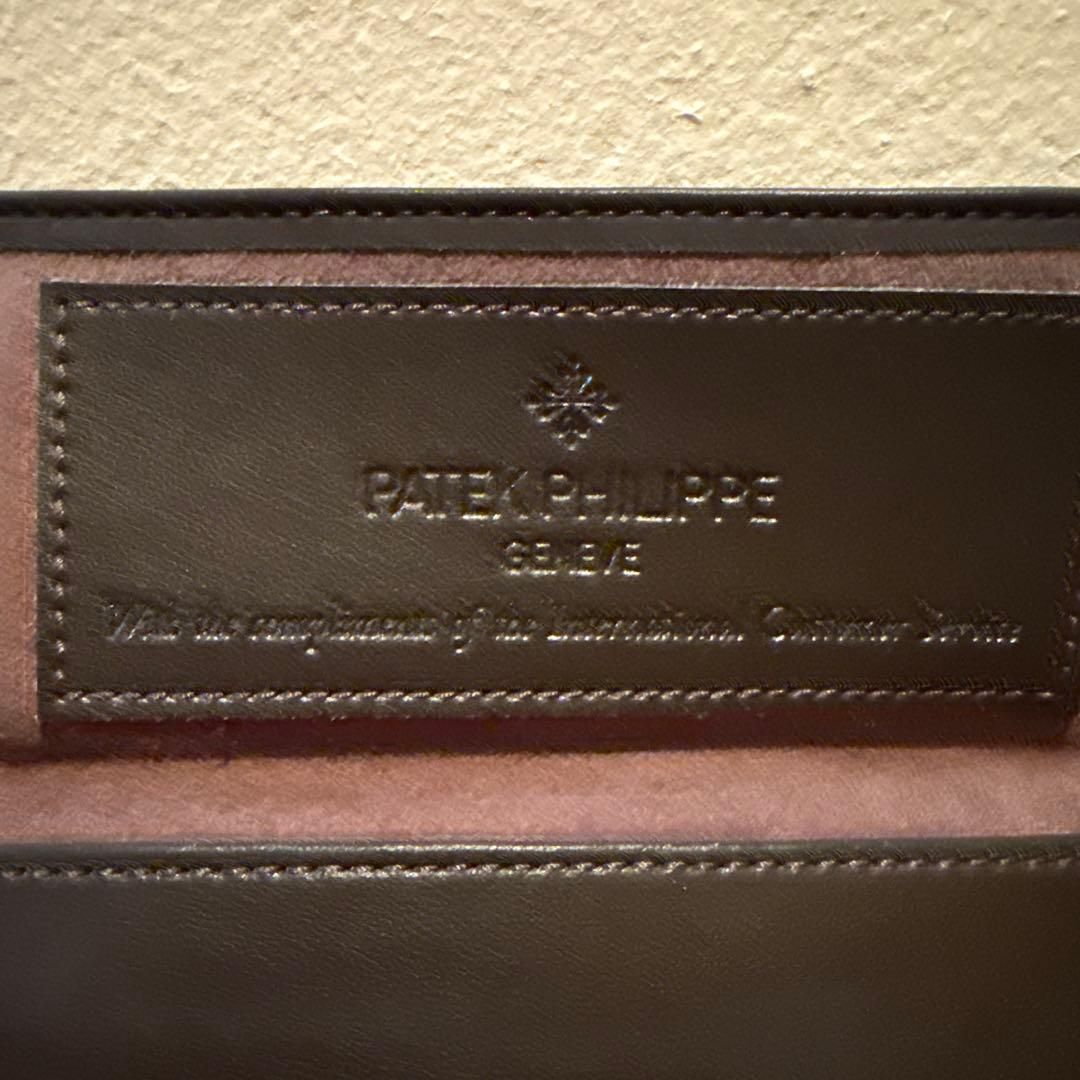 PATEK PHILIPPE
GENEVE
With the compliments of the International Customer Service